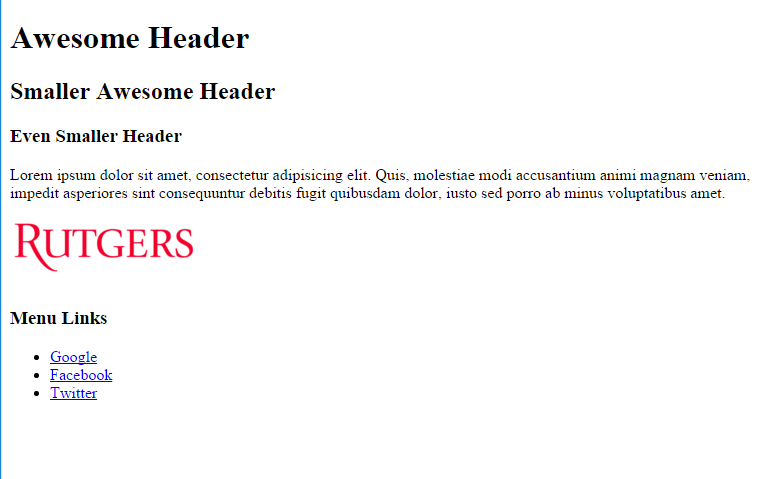 Awesome Header
Smaller Awesome Header
Even Smaller Header
Lorem ipsum dolor sit amet, consectetur adipisicing elit. Quis, molestiae modi accusantium animi magnam veniam,
impedit asperiores sint consequuntur debitis fugit quibusdam dolor, iusto sed porro ab minus voluptatibus amet.
RUTGERS
Menu Links
Google
Facebook
Twitter